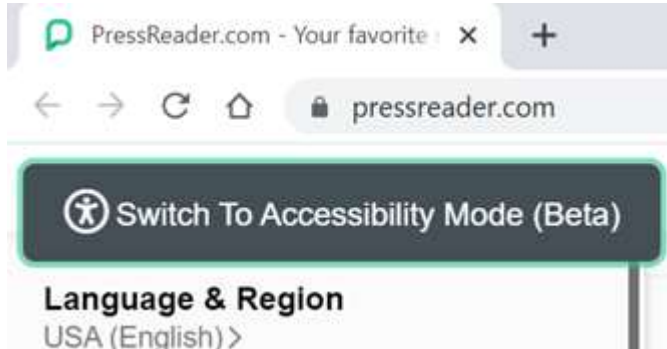 PressReader.com - Your favorite
pressreader.com
Switch To Accessibility Mode (Beta)
Language & Region
USA (English)